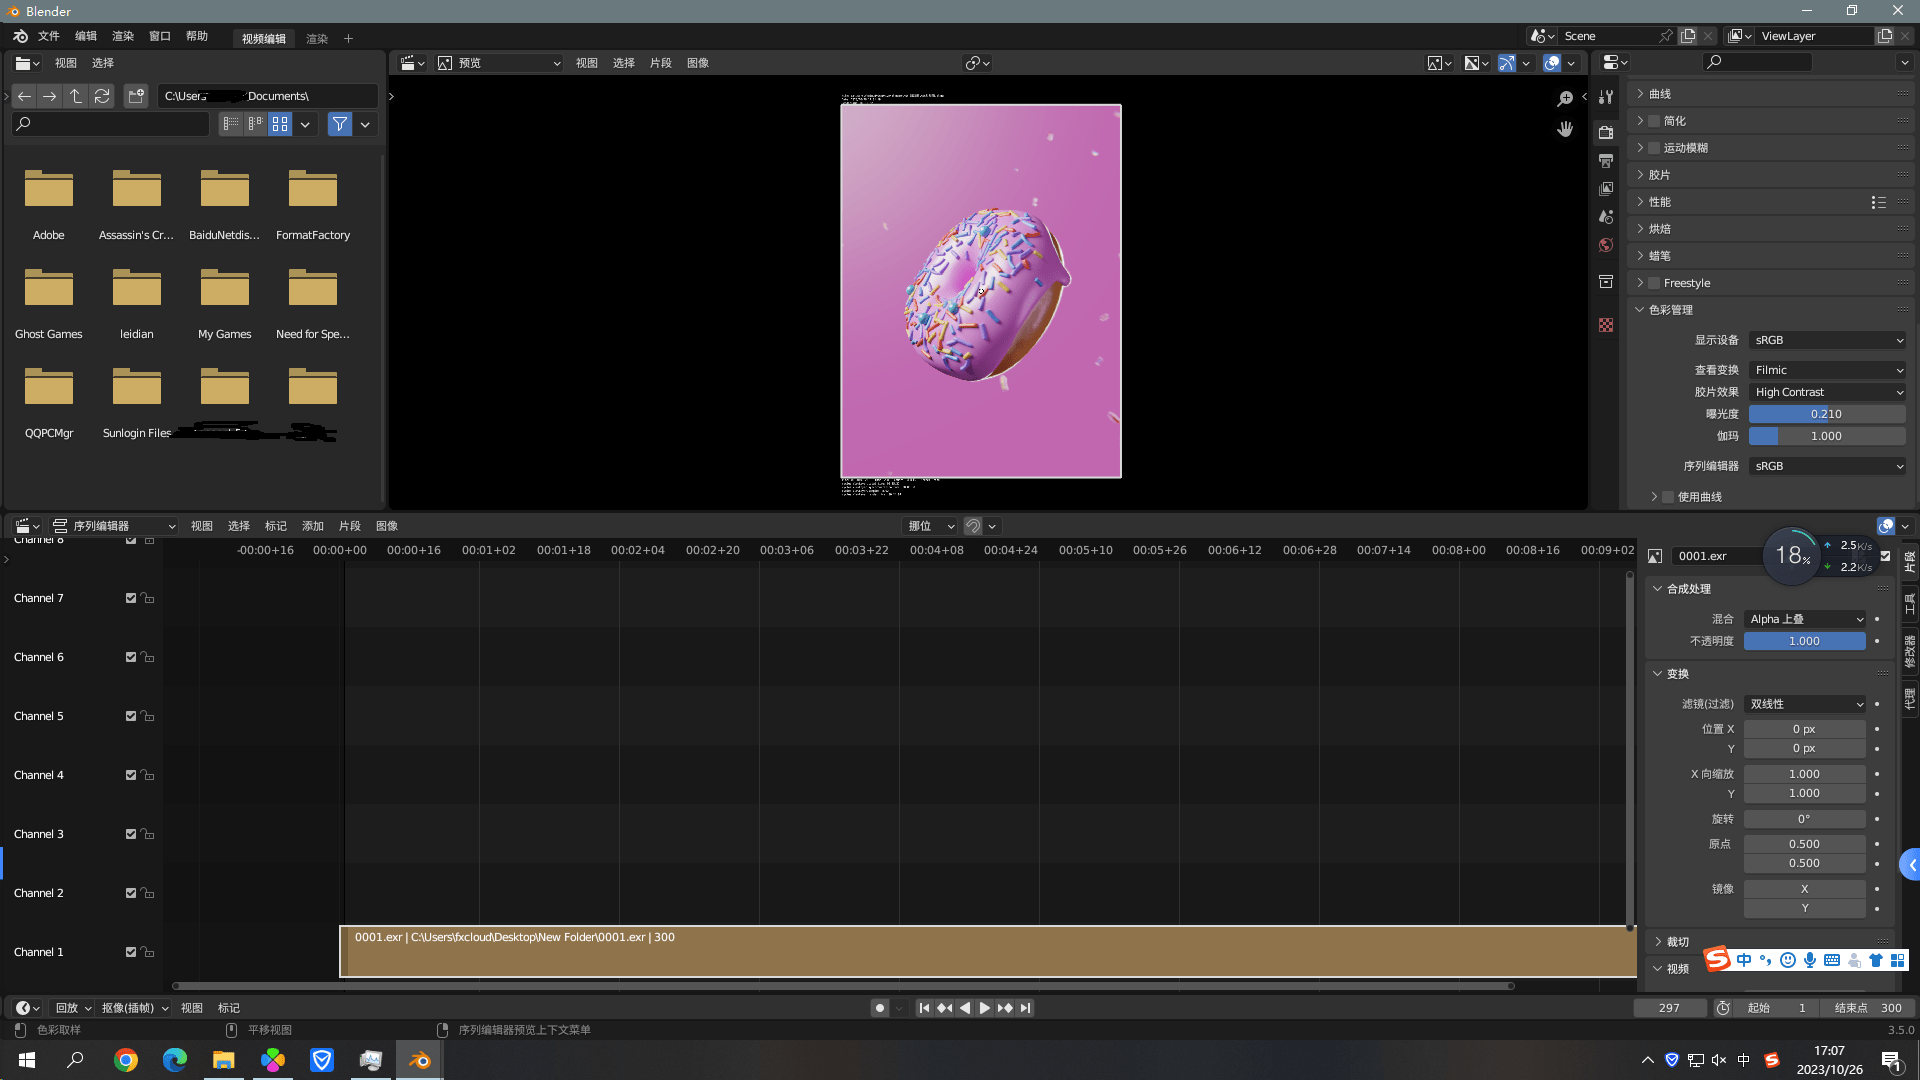 Blender
文件 编辑 渲染 窗口 帮助 视频编辑 渲染 +
Scene
ViewLayer
视图 选择
预览 视图 选择 片段 图像
C:\User Documents\
Adobe
Assassin's Cr...
BaiduNetdis...
FormatFactory
Ghost Games
leidian
My Games
Need for Spe...
QQPCMgr
Sunlogin Files
曲线
简化
运动模糊
胶片
性能
烘焙
蜡笔
Freestyle
色彩管理
显示设备 sRGB
查看变换 Filmic
胶片效果 High Contrast
曝光度 0.210
伽玛 1.000
序列编辑器 sRGB
使用曲线
序列编辑器 视图 选择 标记 添加 片段 图像
挪位
-00:00+16 00:00+00 00:00+16 00:01+02 00:01+18 00:02+04 00:02+20 00:03+06 00:03+22 00:04+08 00:04+24 00:05+10 00:05+26 00:06+12 00:06+28 00:07+14 00:08+00 00:08+16 00:09+02
Channel 8
Channel 7
Channel 6
Channel 5
Channel 4
Channel 3
Channel 2
Channel 1
0001.exr | C:\Users\fxcloud\Desktop\New Folder\0001.exr | 300
0001.exr
18%
2.5K/s
2.2K/s
片段
工具
修改器
代理
合成处理
混合 Alpha 上叠
不透明度 1.000
变换
滤镜(过滤) 双线性
位置 X 0 px
Y 0 px
X 向缩放 1.000
Y 1.000
旋转 0°
原点 0.500
0.500
镜像 X
Y
裁切
视频
S 中
回放 抠像(插帧) 视图 标记
297 起始 1 结束点 300
色彩取样 平移视图 序列编辑器预览上下文菜单
3.5.0
中 S
17:07
2023/10/26
1